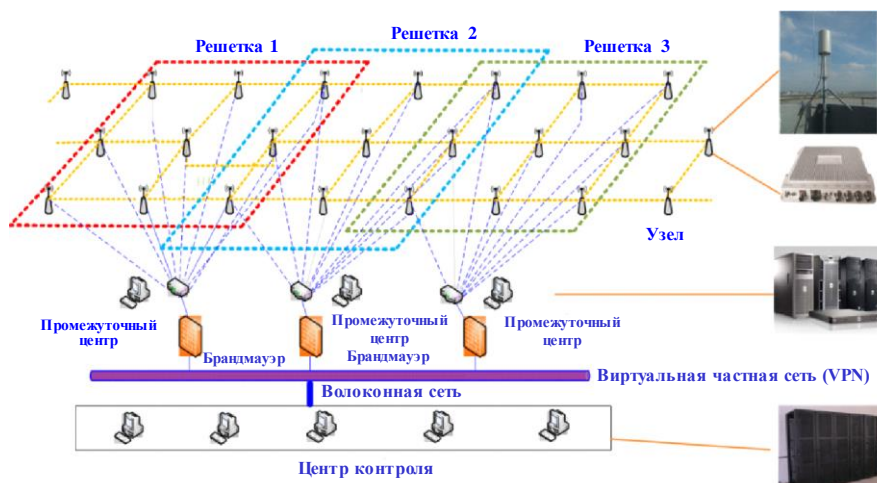 Решетка 1
Решетка 2
Решетка 3
Узел
Промежуточный
центр
Промежуточный
центр
Промежуточный
центр
Брандмауэр
Брандмауэр
Виртуальная частная сеть (VPN)
Волоконная сеть
Центр контроля